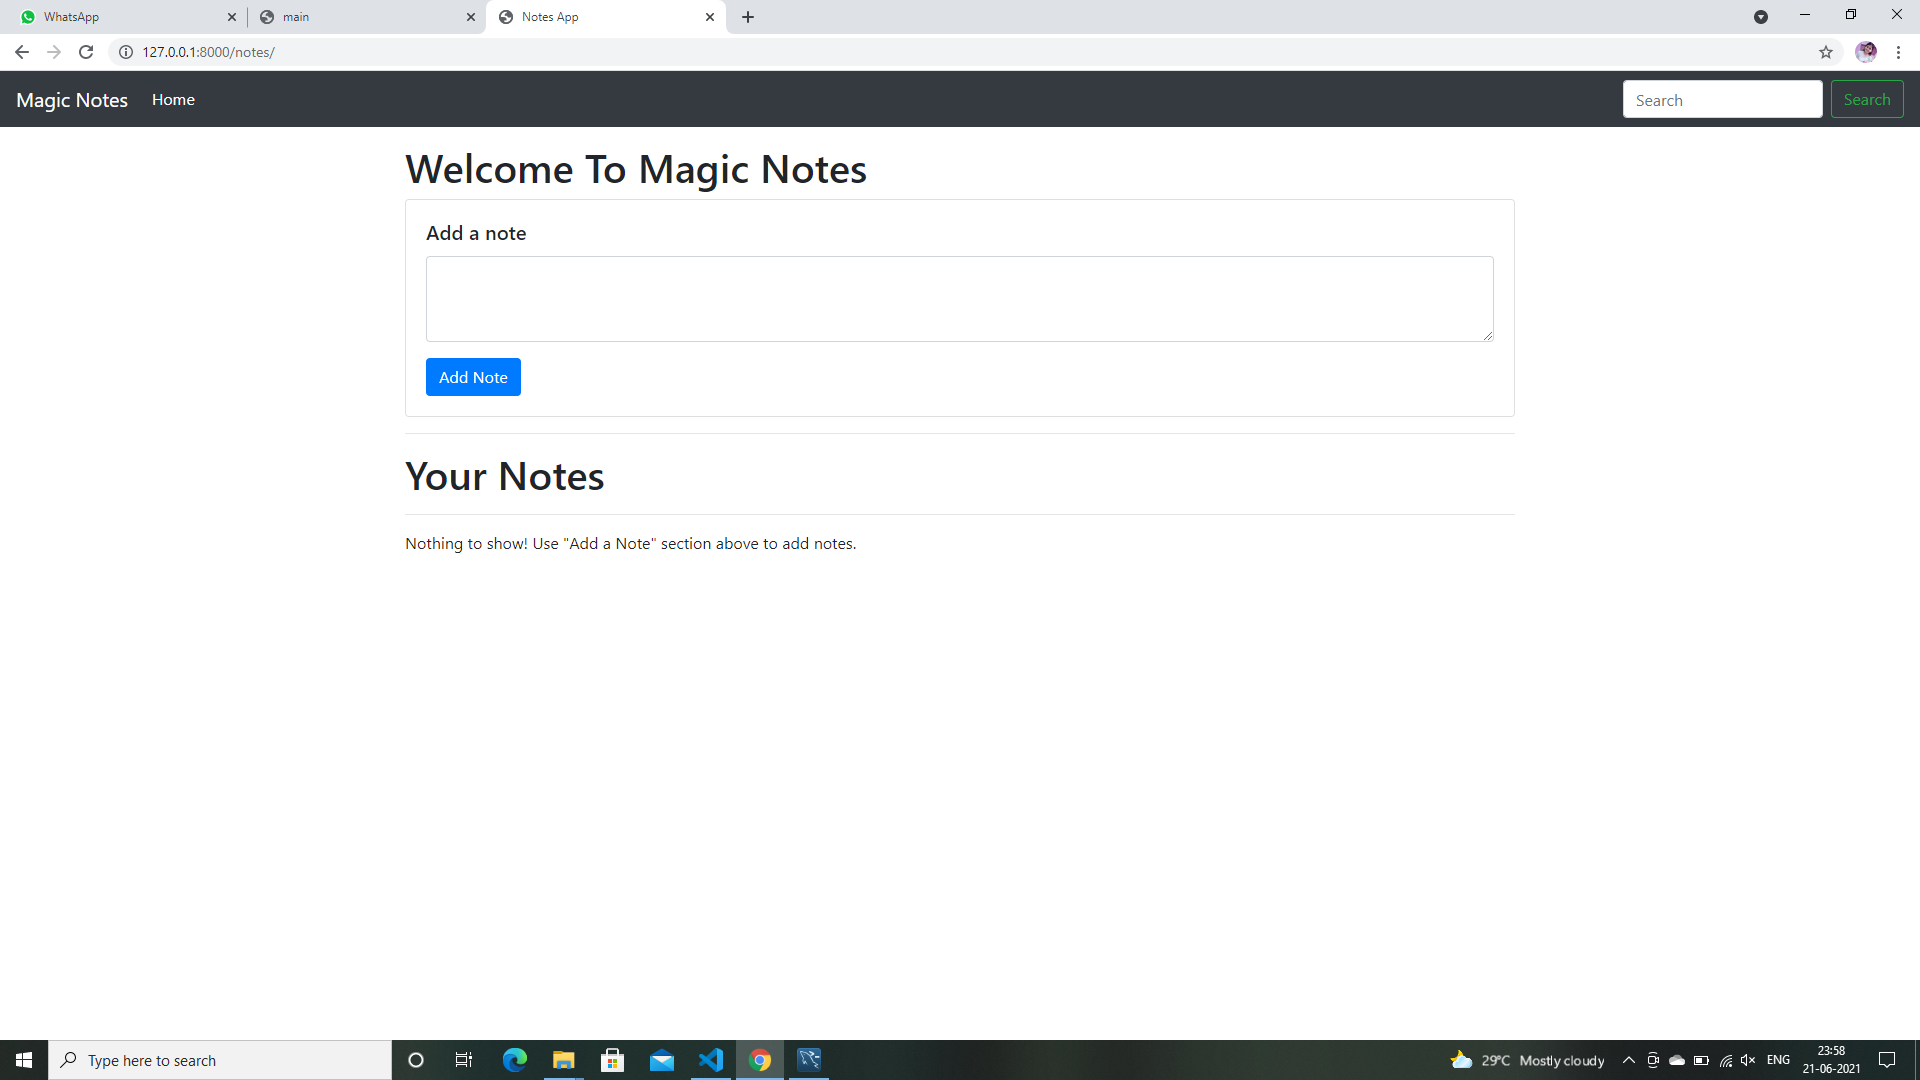 WhatsApp
main
Notes App
127.0.0.1:8000/notes/
Magic Notes Home Search Search
Welcome To Magic Notes
Add a note
Add Note
Your Notes
Nothing to show! Use "Add a Note" section above to add notes.
Type here to search
29°C Mostly cloudy
ENG
23:58
21-06-2021